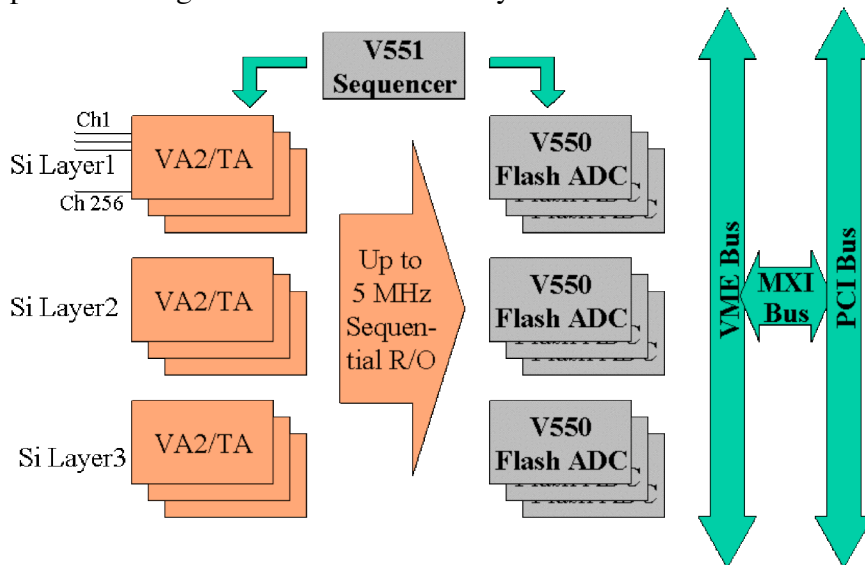 V551
Sequencer
Ch1
Si Layer1
Ch 256
VA2/TA
V550
Flash ADC
Up to
5 MHz
Sequen-
tial R/O
Si Layer2
VA2/TA
V550
Flash ADC
Si Layer3
VA2/TA
V550
Flash ADC
VME Bus
MXI
Bus
PCI Bus